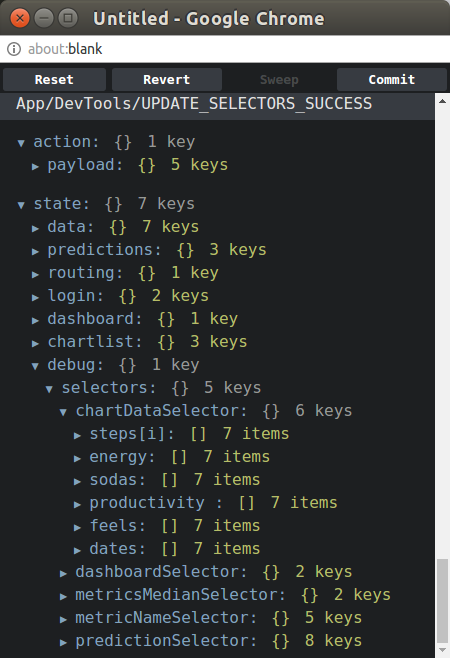 Untitled - Google Chrome
about:blank
Reset Revert Sweep Commit
App/DevTools/UPDATE_SELECTORS_SUCCESS
action: {} 1 key
payload: {} 5 keys
state: {} 7 keys
data: {} 7 keys
predictions: {} 3 keys
routing: {} 1 key
login: {} 2 keys
dashboard: {} 1 key
chartlist: {} 3 keys
debug: {} 1 key
selectors: {} 5 keys
chartDataSelector: {} 6 keys
steps[i]: [] 7 items
energy: [] 7 items
sodas: [] 7 items
productivity : [] 7 items
feels: [] 7 items
dates: [] 7 items
dashboardSelector: {} 2 keys
metricsMedianSelector: {} 2 keys
metricNameSelector: {} 5 keys
predictionSelector: {} 8 keys